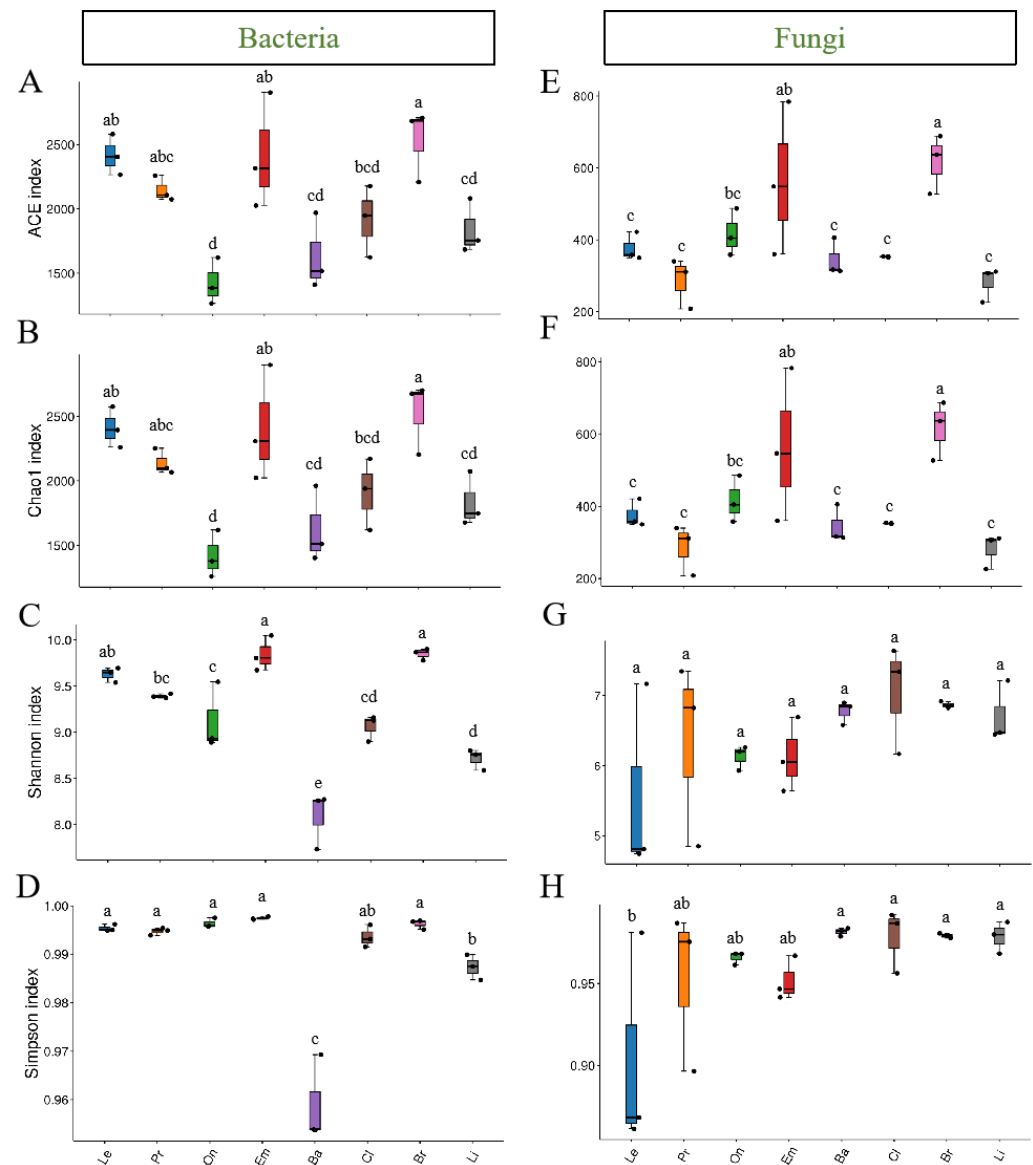 Bacteria
Fungi
A
ACE index
2500
2000
1500
ab
abc
d
ab
cd
bcd
a
cd
E
800
600
400
200
c
c
bc
ab
c
c
a
c
B
Chao1 index
2500
2000
1500
ab
abc
d
ab
cd
bcd
a
cd
F
800
600
400
200
c
c
bc
ab
c
c
a
c
C
Shannon index
10.0
9.5
9.0
8.5
8.0
ab
bc
c
a
e
cd
a
d
G
7
6
5
a
a
a
a
a
a
a
a
D
Simpson index
1.00
0.99
0.98
0.97
0.96
a
a
a
a
c
ab
a
b
Le
Pr
On
Em
Ba
Cl
Br
Li
H
0.95
0.90
b
ab
ab
ab
a
a
a
a
Le
Pr
On
Em
Ba
Cl
Br
Li